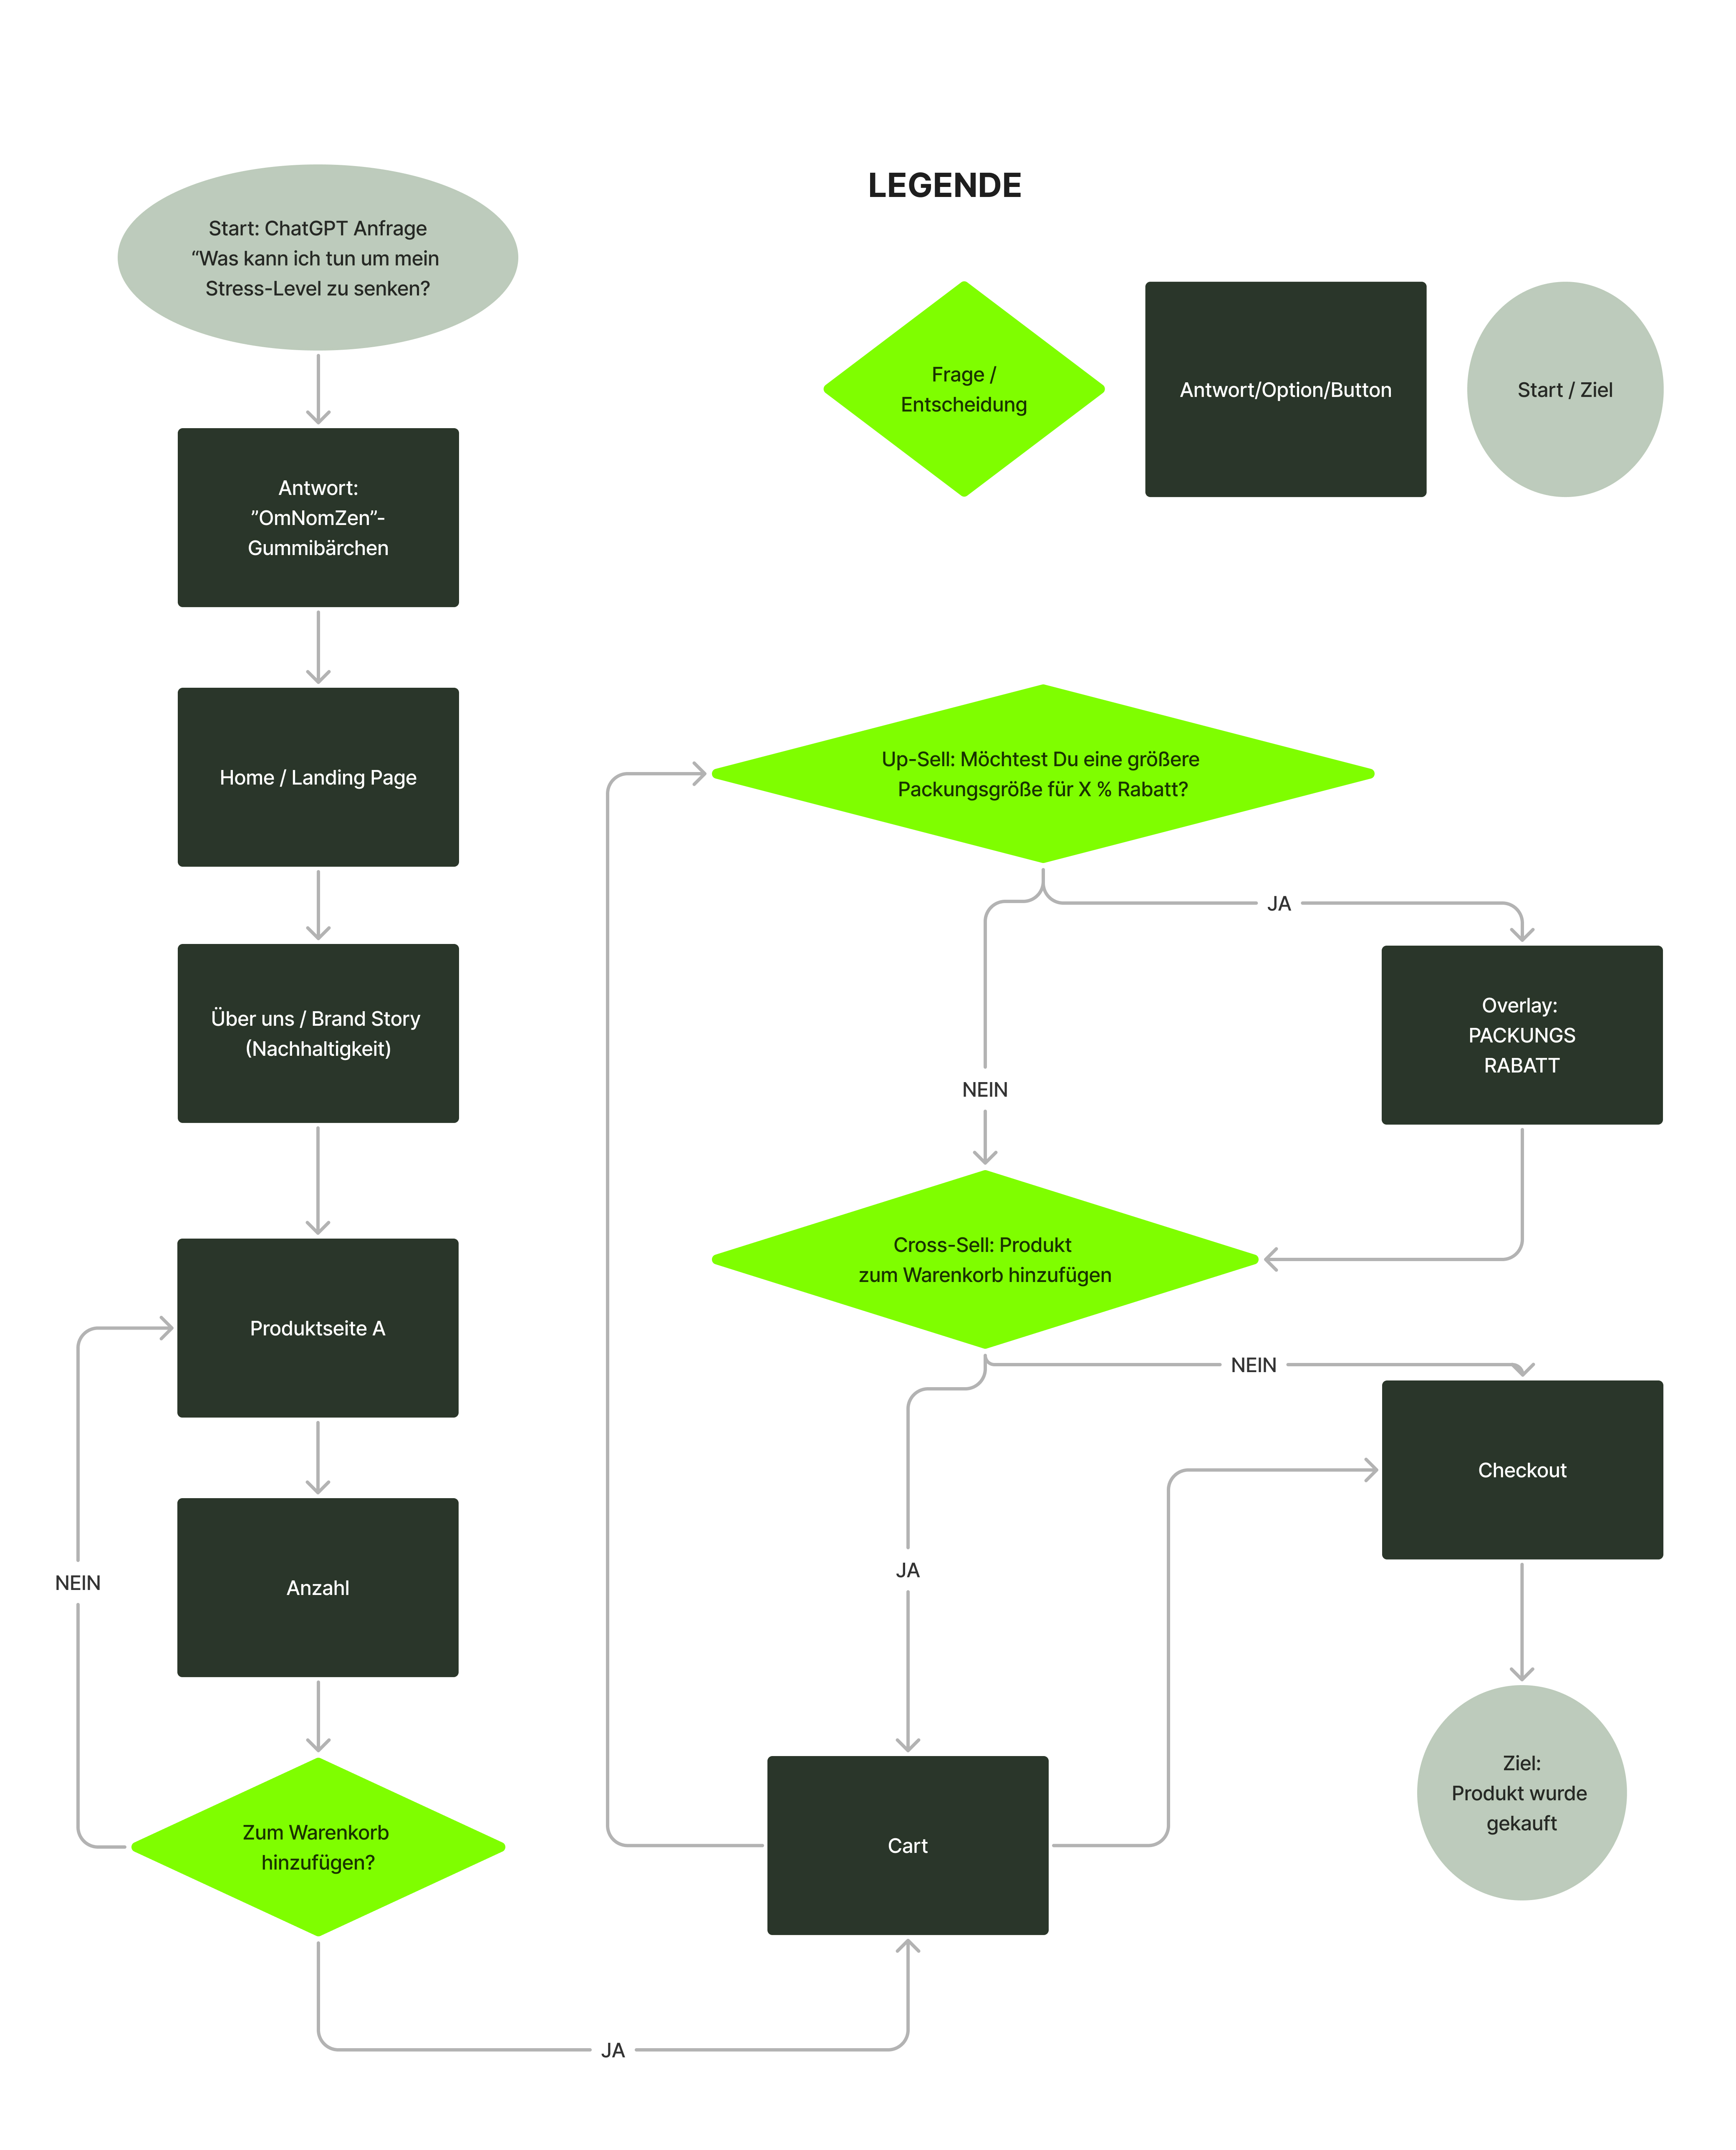 LEGENDE
Start: ChatGPT Anfrage
“Was kann ich tun um mein
Stress-Level zu senken?
Frage /
Entscheidung
Antwort/Option/Button
Start / Ziel
Antwort:
”OmNomZen”-
Gummibärchen
Home / Landing Page
Über uns / Brand Story
(Nachhaltigkeit)
Produktseite A
Anzahl
NEIN
Zum Warenkorb
hinzufügen?
JA
Up-Sell: Möchtest Du eine größere
Packungsgröße für X % Rabatt?
JA
Overlay:
PACKUNGS
RABATT
NEIN
Cross-Sell: Produkt
zum Warenkorb hinzufügen
NEIN
Checkout
JA
Cart
Ziel:
Produkt wurde
gekauft